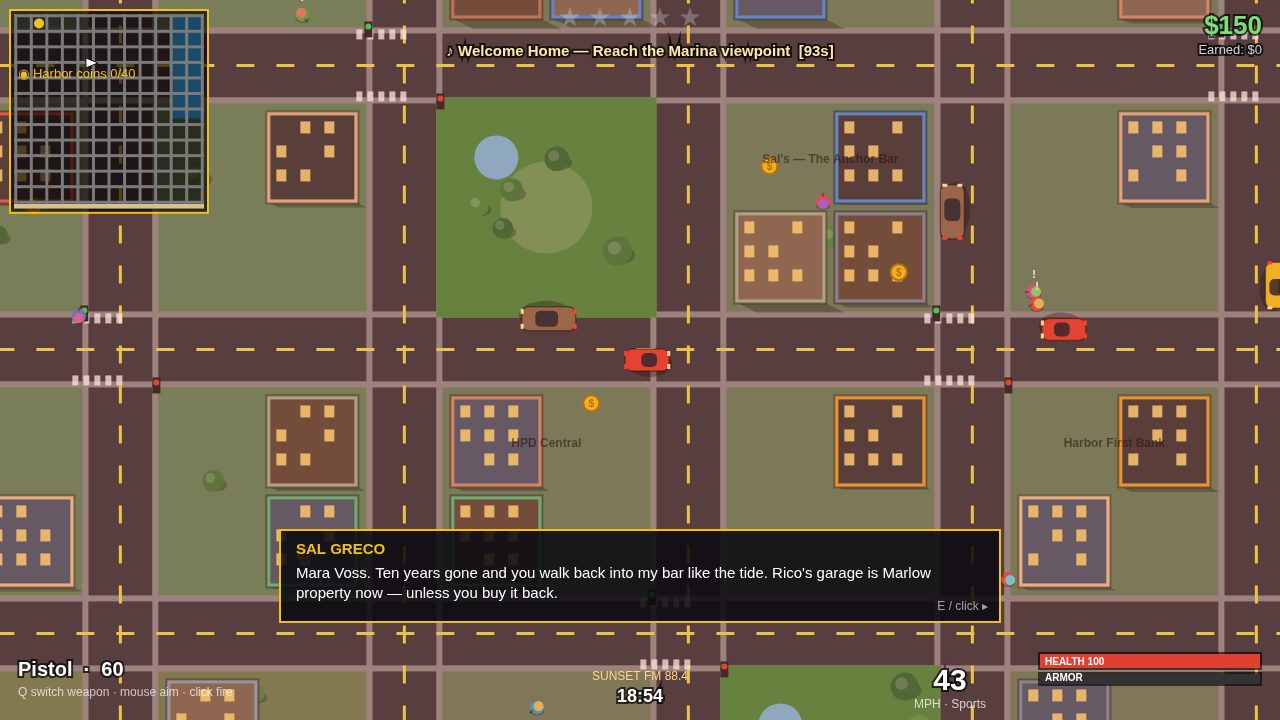 ♪ Welcome Home — Reach the Marina viewpoint [93s]
$150
Earned: $0
◉ Harbor coins 0/40
Sal's — The Anchor Bar
$
$
!
!
$
HPD Central
Harbor First Bank
SAL GRECO
Mara Voss. Ten years gone and you walk back into my bar like the tide. Rico's garage is Marlow
property now — unless you buy it back.
E / click ▸
Pistol · 60
Q switch weapon · mouse aim · click fire
SUNSET FM 88.4
18:54
43
MPH · Sports
HEALTH 100
ARMOR